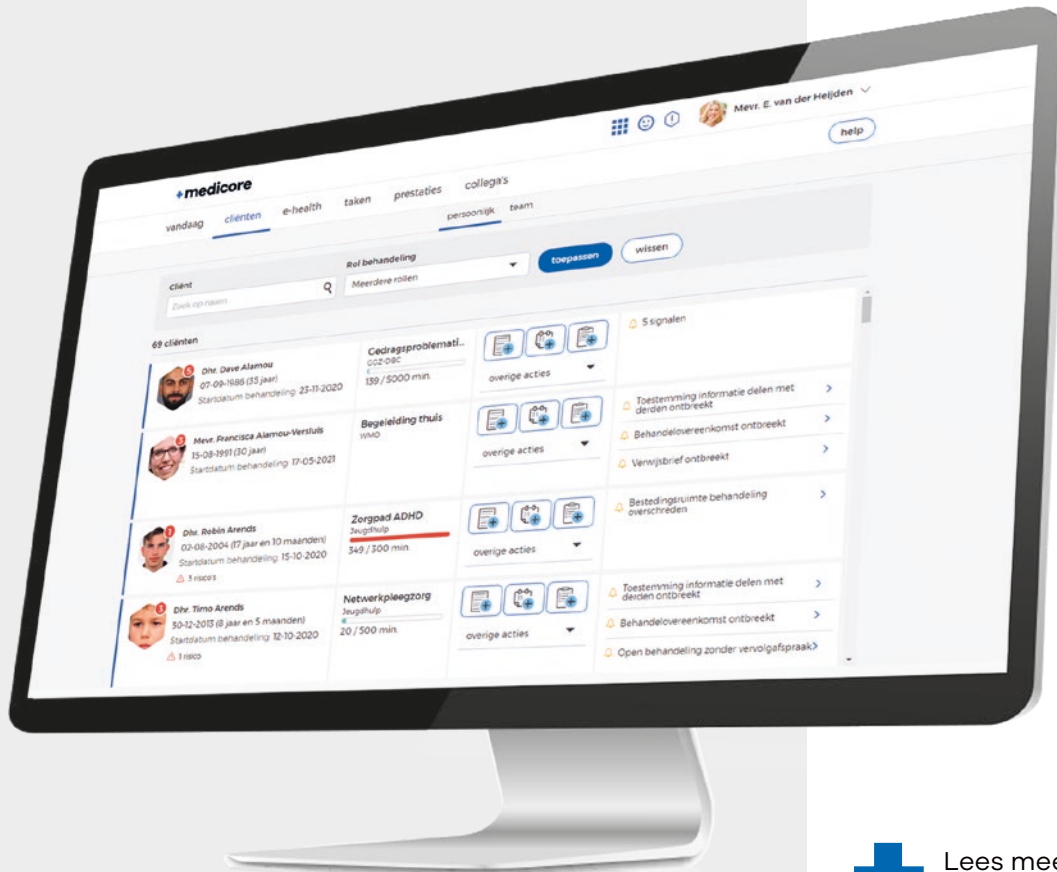 +medicore
Mevr. E. van der Heijden
help
vandaag cliënten e-health taken prestaties collega's
persoonlijk team
cliënt
Zoek op naam
Rol behandeling
Meerdere rollen
toepassen
wissen
69 cliënten
5
Dhr. Dave Alamou
07-09-1986 (35 jaar)
Startdatum behandeling: 23-11-2020
Gedragsproblemati..
GGZ-DBC
139 / 5000 min.
overige acties
5 signalen
3
Mevr. Francisca Alamou-Versluis
15-08-1991 (30 jaar)
Startdatum behandeling: 17-05-2021
Begeleiding thuis
WMO
overige acties
Toestemming informatie delen met
derden ontbreekt
Behandelovereenkomst ontbreekt
Verwijsbrief ontbreekt
1
Dhr. Robin Arends
02-08-2004 (17 jaar en 10 maanden)
Startdatum behandeling: 15-10-2020
3 risico's
Zorgpad ADHD
Jeugdhulp
349 / 300 min.
overige acties
Bestedingsruimte behandeling
overschreden
3
Dhr. Timo Arends
30-12-2013 (8 jaar en 5 maanden)
Startdatum behandeling: 12-10-2020
1 risico
Netwerkpleegzorg
Jeugdhulp
20 / 500 min.
overige acties
Toestemming informatie delen met
derden ontbreekt
Behandelovereenkomst ontbreekt
Open behandeling zonder vervolgafspraak
Lees